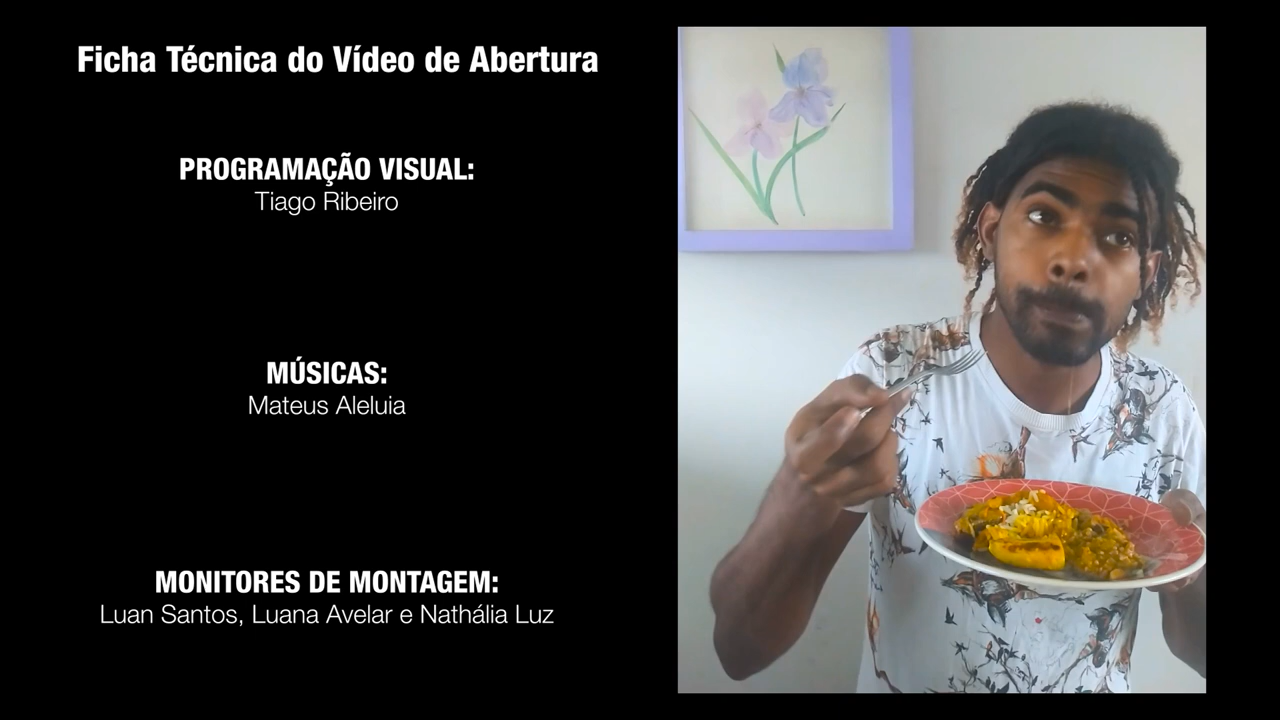 Ficha Técnica do Vídeo de Abertura
PROGRAMAÇÃO VISUAL:
Tiago Ribeiro
MÚSICAS:
Mateus Aleluia
MONITORES DE MONTAGEM:
Luan Santos, Luana Avelar e Nathália Luz